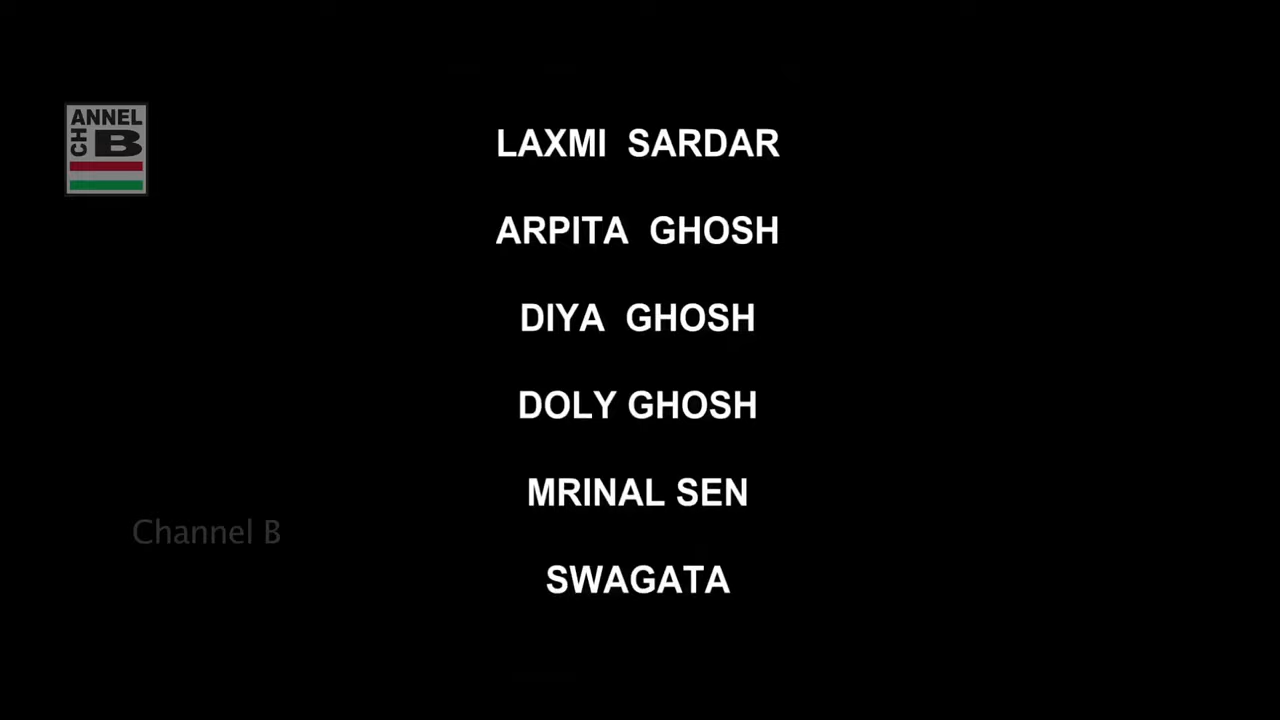 ANNEL
CH B
LAXMI SARDAR
ARPITA GHOSH
DIYA GHOSH
DOLY GHOSH
MRINAL SEN
Channel B
SWAGATA